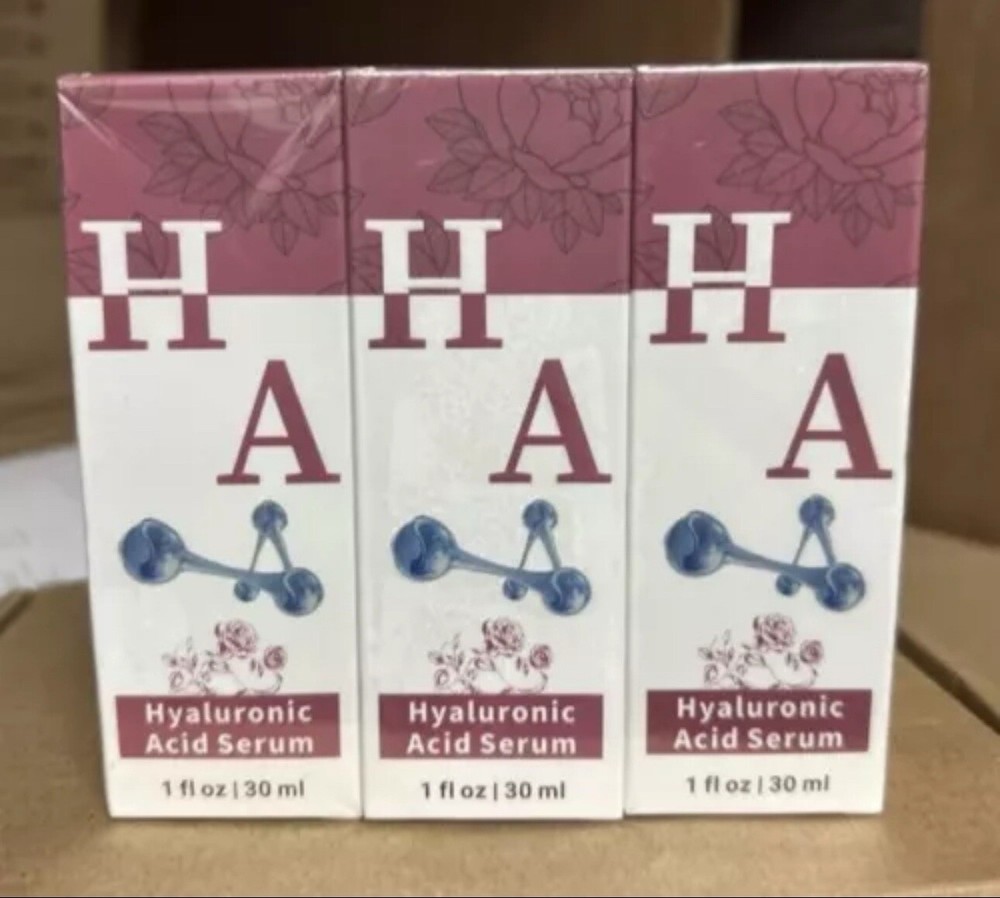 H
A
Hyaluronic
Acid Serum
1 fl oz | 30 ml
H
A
Hyaluronic
Acid Serum
1 fl oz | 30 ml
H
A
Hyaluronic
Acid Serum
1 fl oz | 30 ml